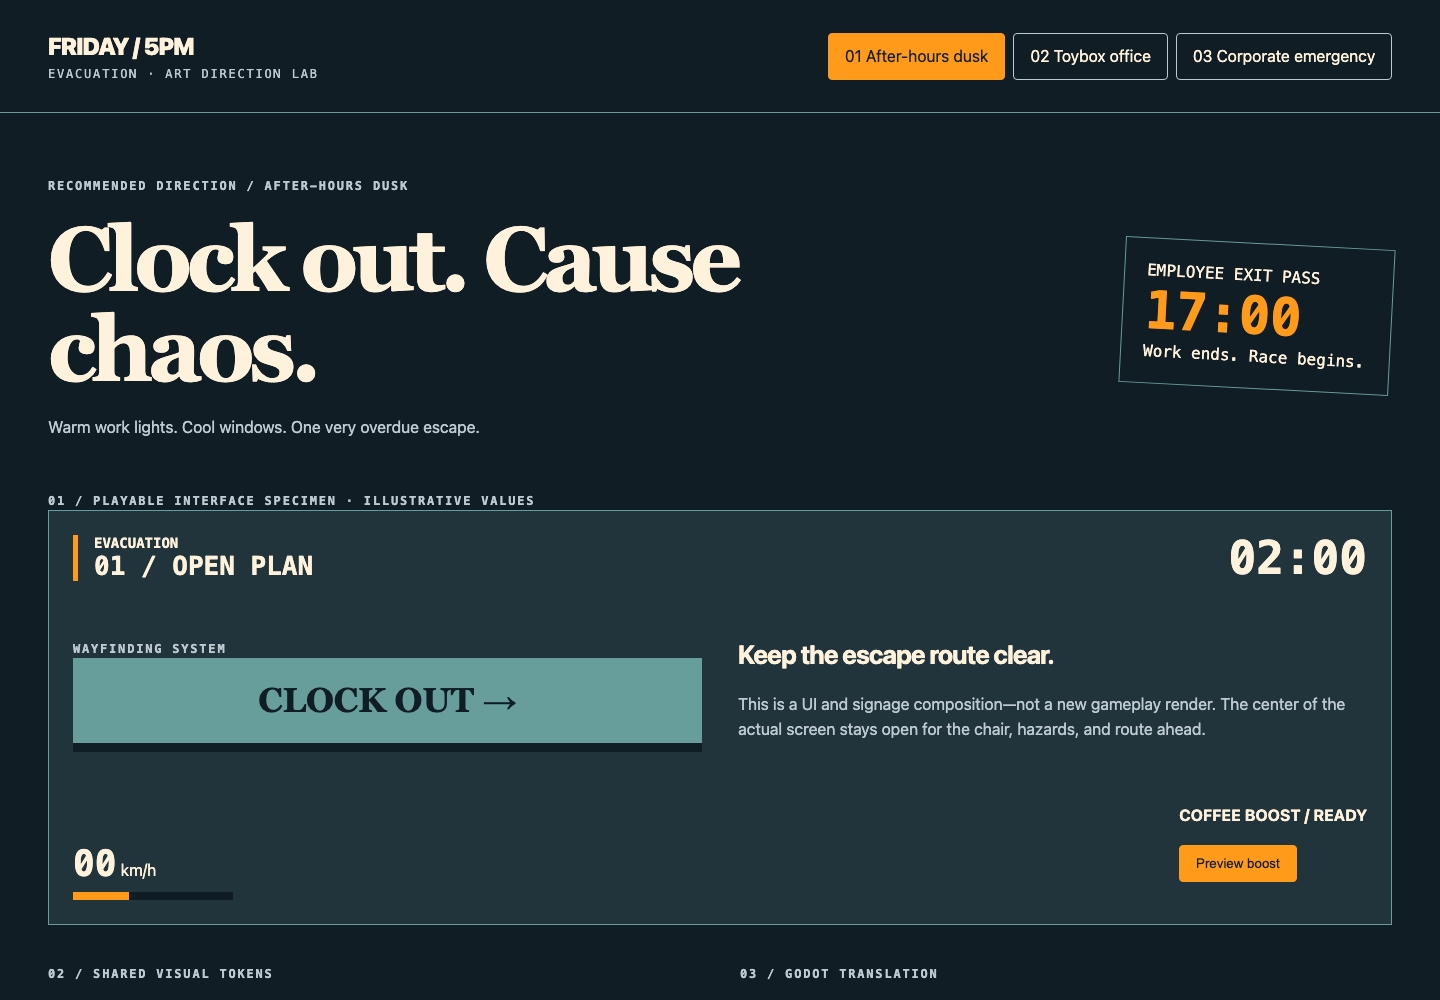 FRIDAY / 5PM
EVACUATION · ART DIRECTION LAB
01 After-hours dusk
02 Toybox office
03 Corporate emergency
RECOMMENDED DIRECTION / AFTER-HOURS DUSK
Clock out. Cause
chaos.
Warm work lights. Cool windows. One very overdue escape.
EMPLOYEE EXIT PASS
17:00
Work ends. Race begins.
01 / PLAYABLE INTERFACE SPECIMEN · ILLUSTRATIVE VALUES
EVACUATION
01 / OPEN PLAN
02:00
WAYFINDING SYSTEM
CLOCK OUT →
Keep the escape route clear.
This is a UI and signage composition—not a new gameplay render. The center of the
actual screen stays open for the chair, hazards, and route ahead.
COFFEE BOOST / READY
Preview boost
00 km/h
02 / SHARED VISUAL TOKENS
03 / GODOT TRANSLATION